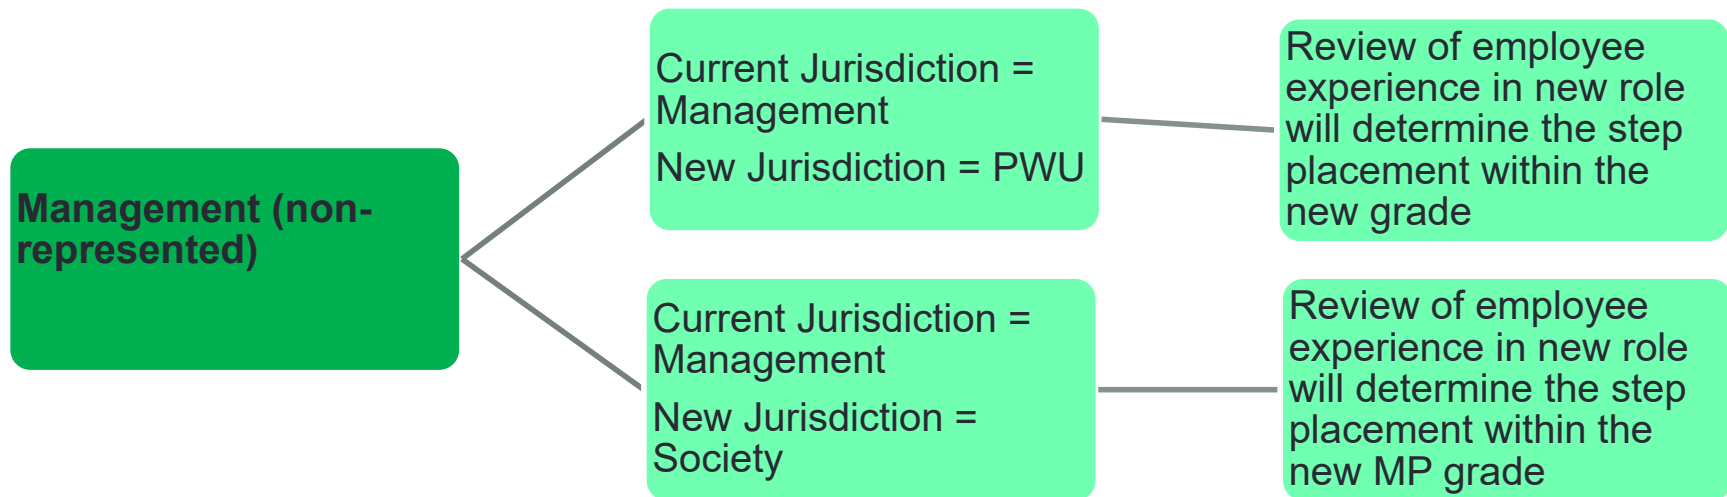 Management (non-
represented)
Current Jurisdiction =
Management
New Jurisdiction = PWU
Review of employee
experience in new role
will determine the step
placement within the
new grade
Current Jurisdiction =
Management
New Jurisdiction =
Society
Review of employee
experience in new role
will determine the step
placement within the
new MP grade